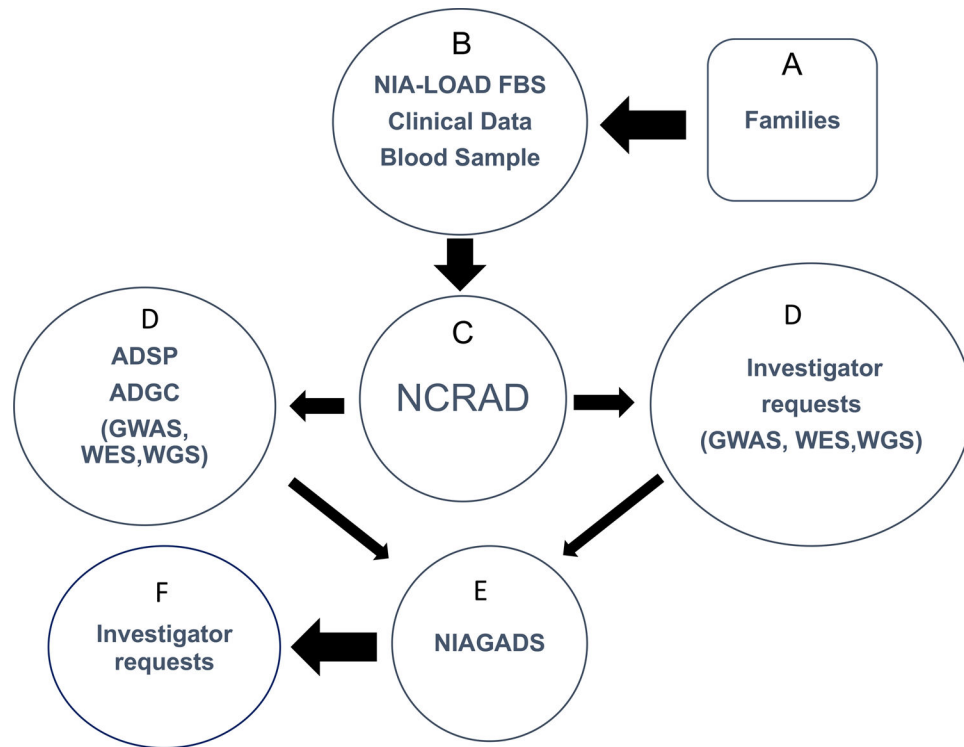 B
NIA-LOAD FBS
Clinical Data
Blood Sample
A
Families
C
NCRAD
D
ADSP
ADGC
(GWAS,
WES,WGS)
D
Investigator
requests
(GWAS, WES,WGS)
E
NIAGADS
F
Investigator
requests